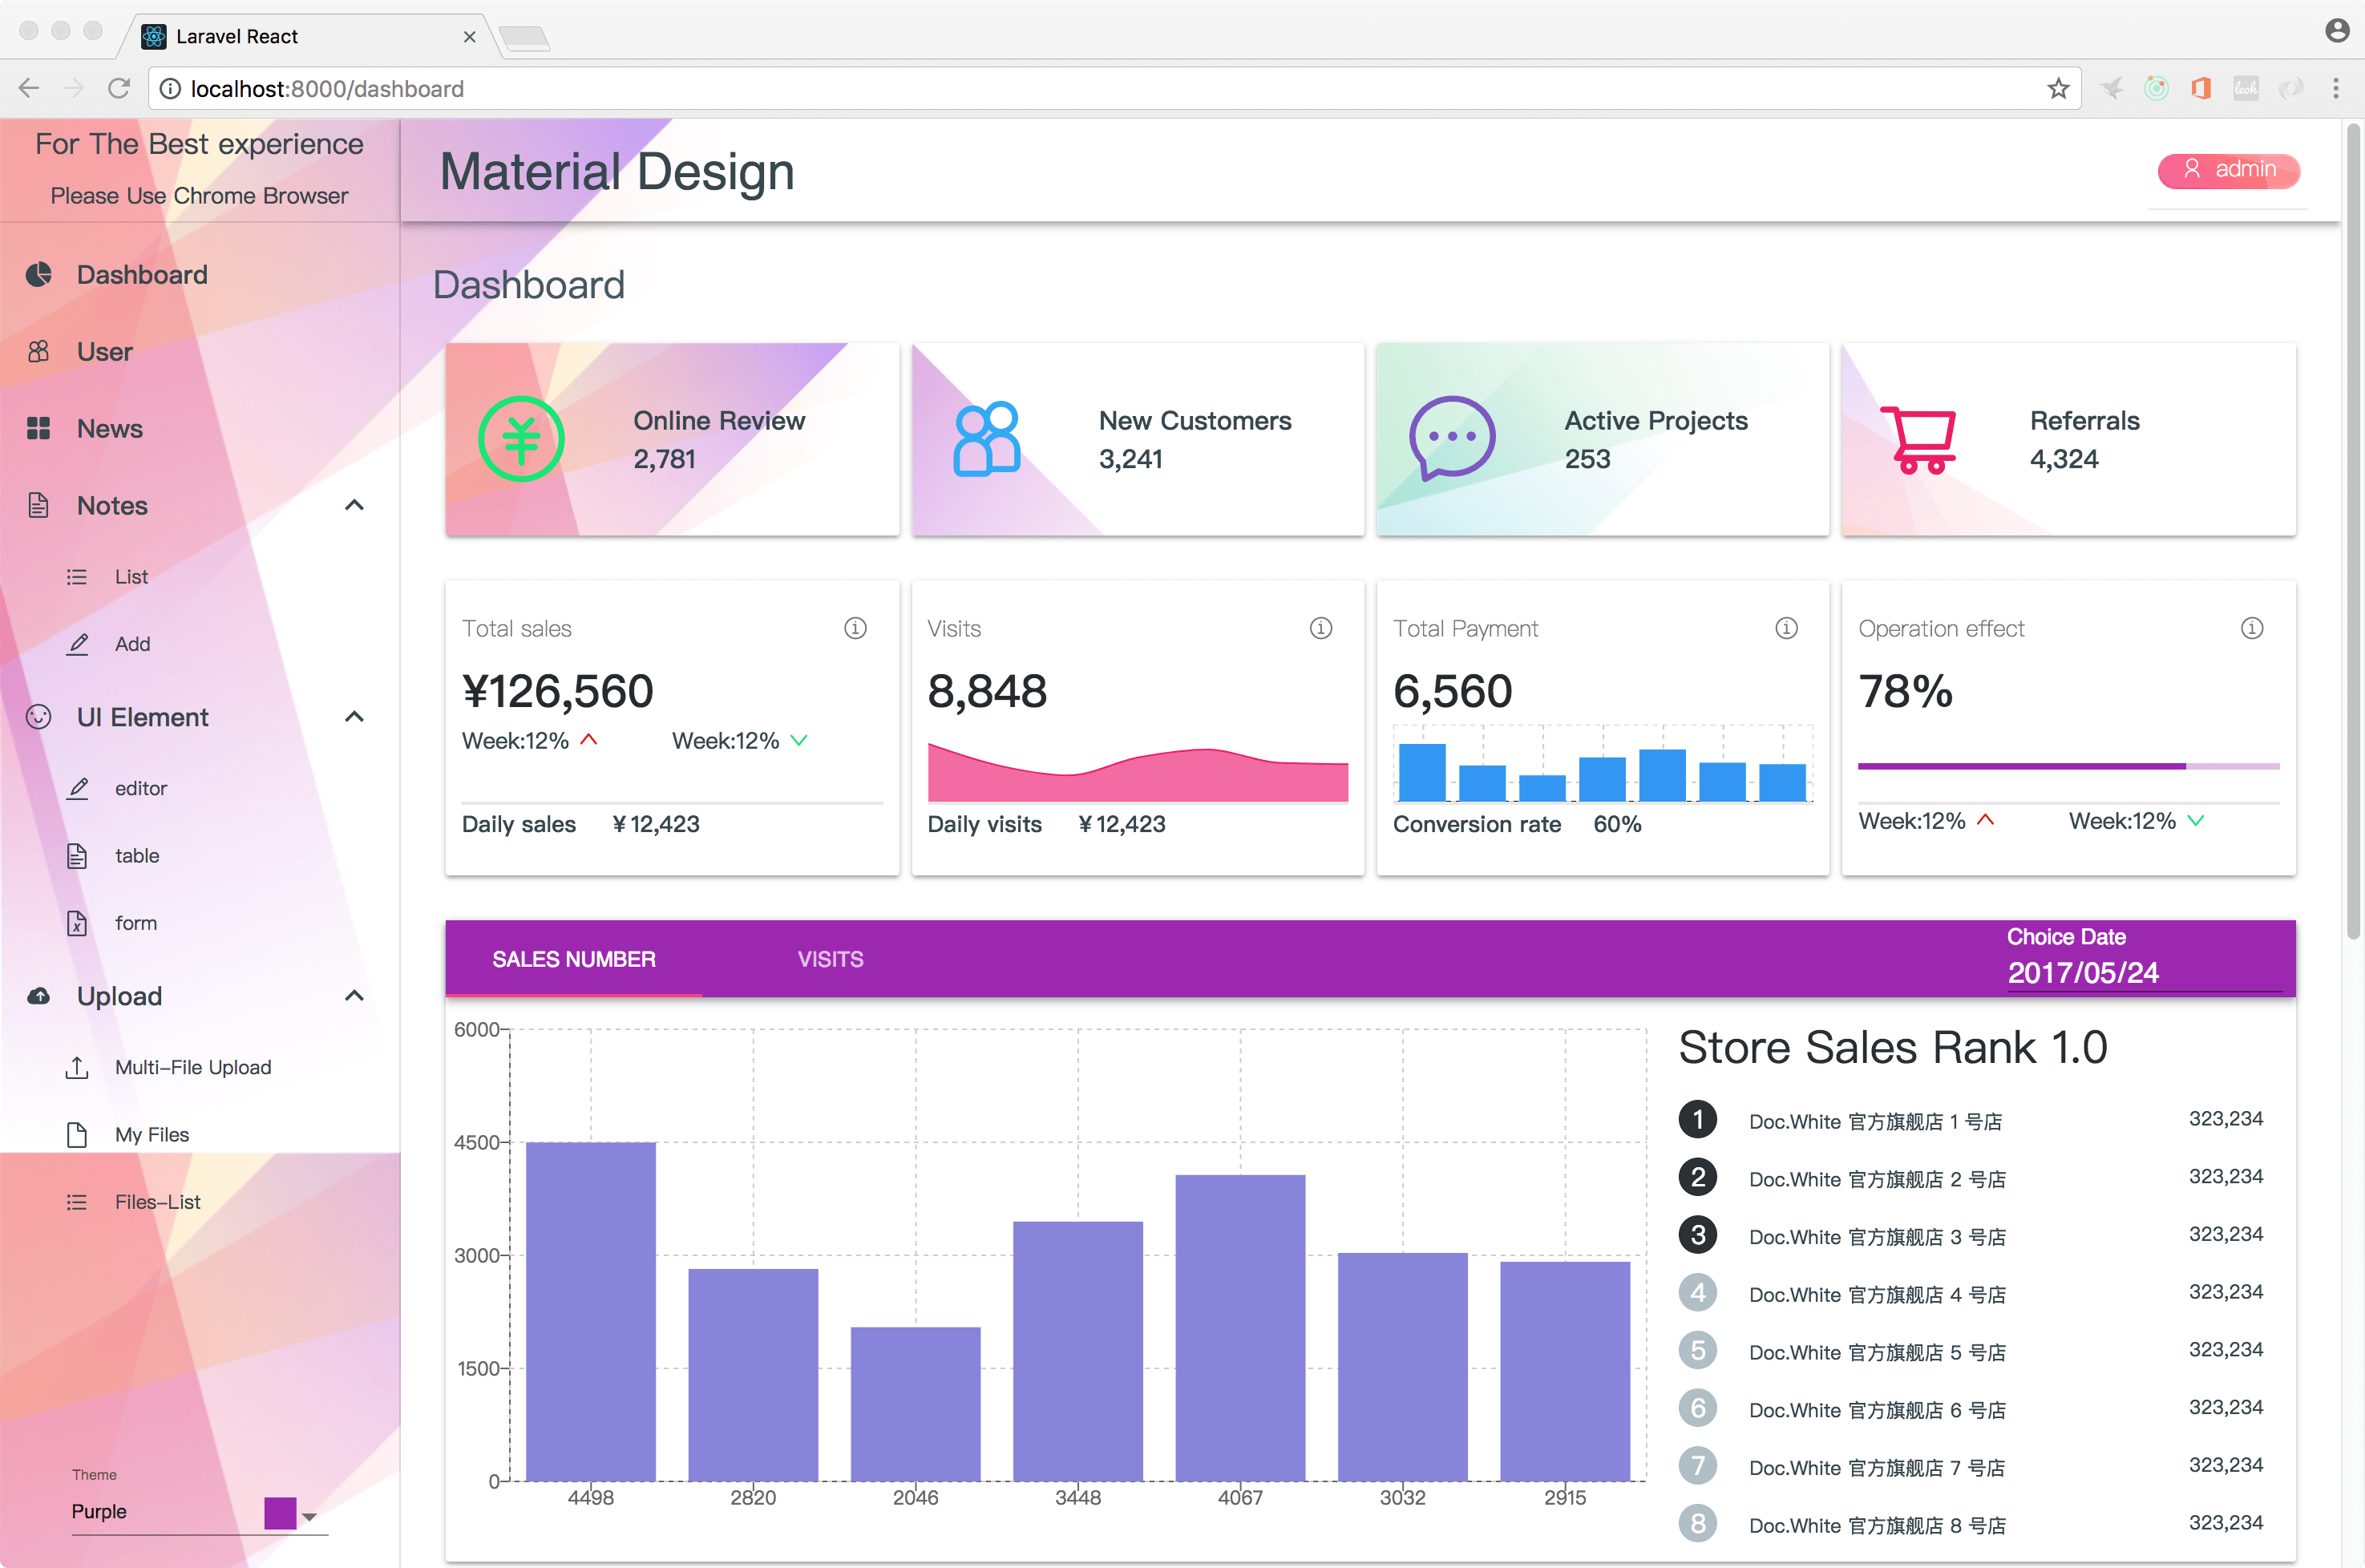 Laravel React
localhost:8000/dashboard
leoh
For The Best experience
Please Use Chrome Browser
Material Design
admin
Dashboard
User
News
Notes
List
Add
UI Element
editor
table
form
Upload
Multi-File Upload
My Files
Files-List
Theme
Purple
Dashboard
Online Review
2,781
New Customers
3,241
Active Projects
253
Referrals
4,324
Total sales
¥126,560
Week:12% Week:12%
Daily sales ¥ 12,423
Visits
8,848
Daily visits ¥ 12,423
Total Payment
6,560
Conversion rate 60%
Operation effect
78%
Week:12% Week:12%
SALES NUMBER VISITS
Choice Date
2017/05/24
6000
4500
3000
1500
0
4498 2820 2046 3448 4067 3032 2915
Store Sales Rank 1.0
1 Doc.White 官方旗舰店 1 号店 323,234
2 Doc.White 官方旗舰店 2 号店 323,234
3 Doc.White 官方旗舰店 3 号店 323,234
4 Doc.White 官方旗舰店 4 号店 323,234
5 Doc.White 官方旗舰店 5 号店 323,234
6 Doc.White 官方旗舰店 6 号店 323,234
7 Doc.White 官方旗舰店 7 号店 323,234
8 Doc.White 官方旗舰店 8 号店 323,234